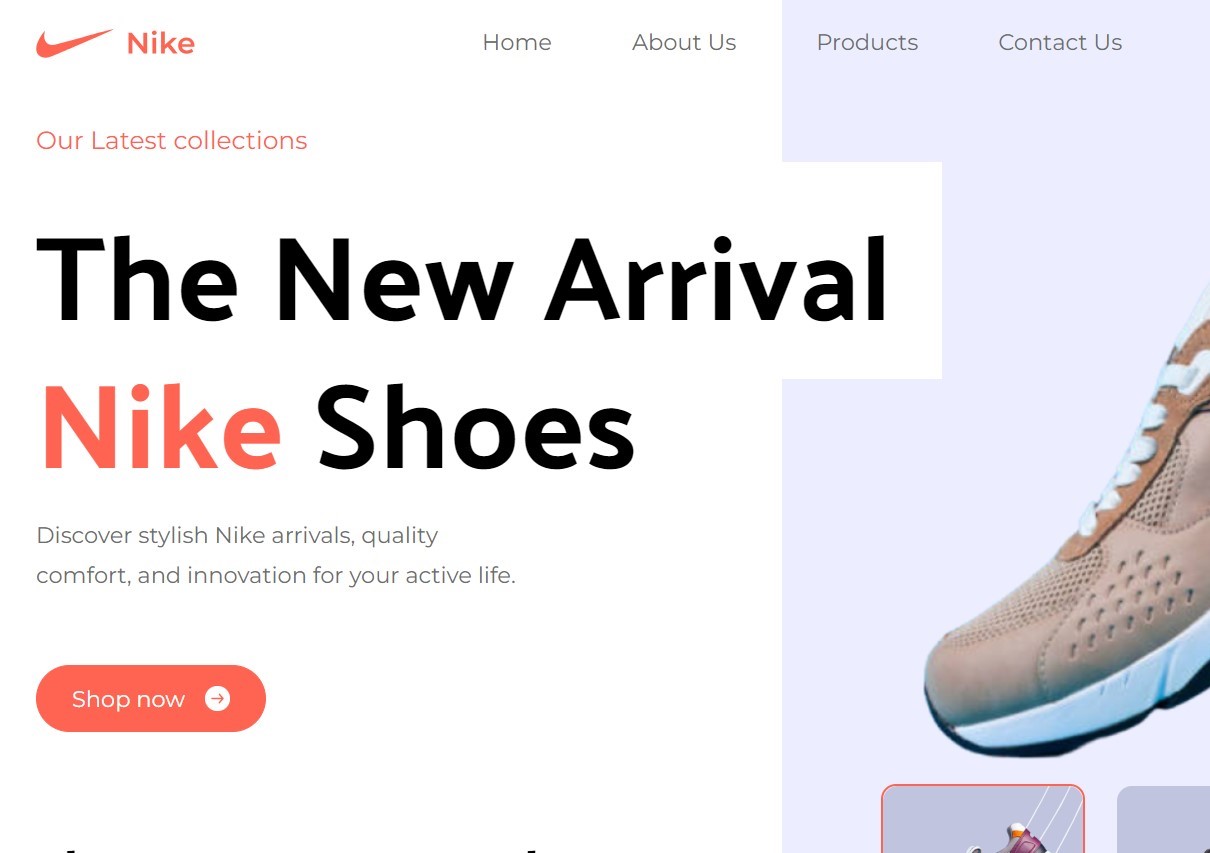 Nike
Home
About Us
Products
Contact Us
Our Latest collections
The New Arrival
Nike Shoes
Discover stylish Nike arrivals, quality
comfort, and innovation for your active life.
Shop now